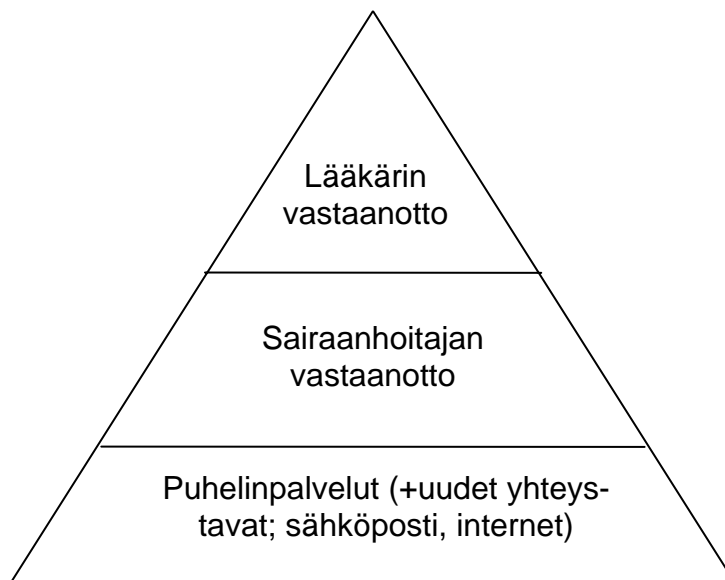 Lääkärin
vastaanotto
Sairaanhoitajan
vastaanotto
Puhelinpalvelut (+uudet yhteys-
tavat; sähköposti, internet)